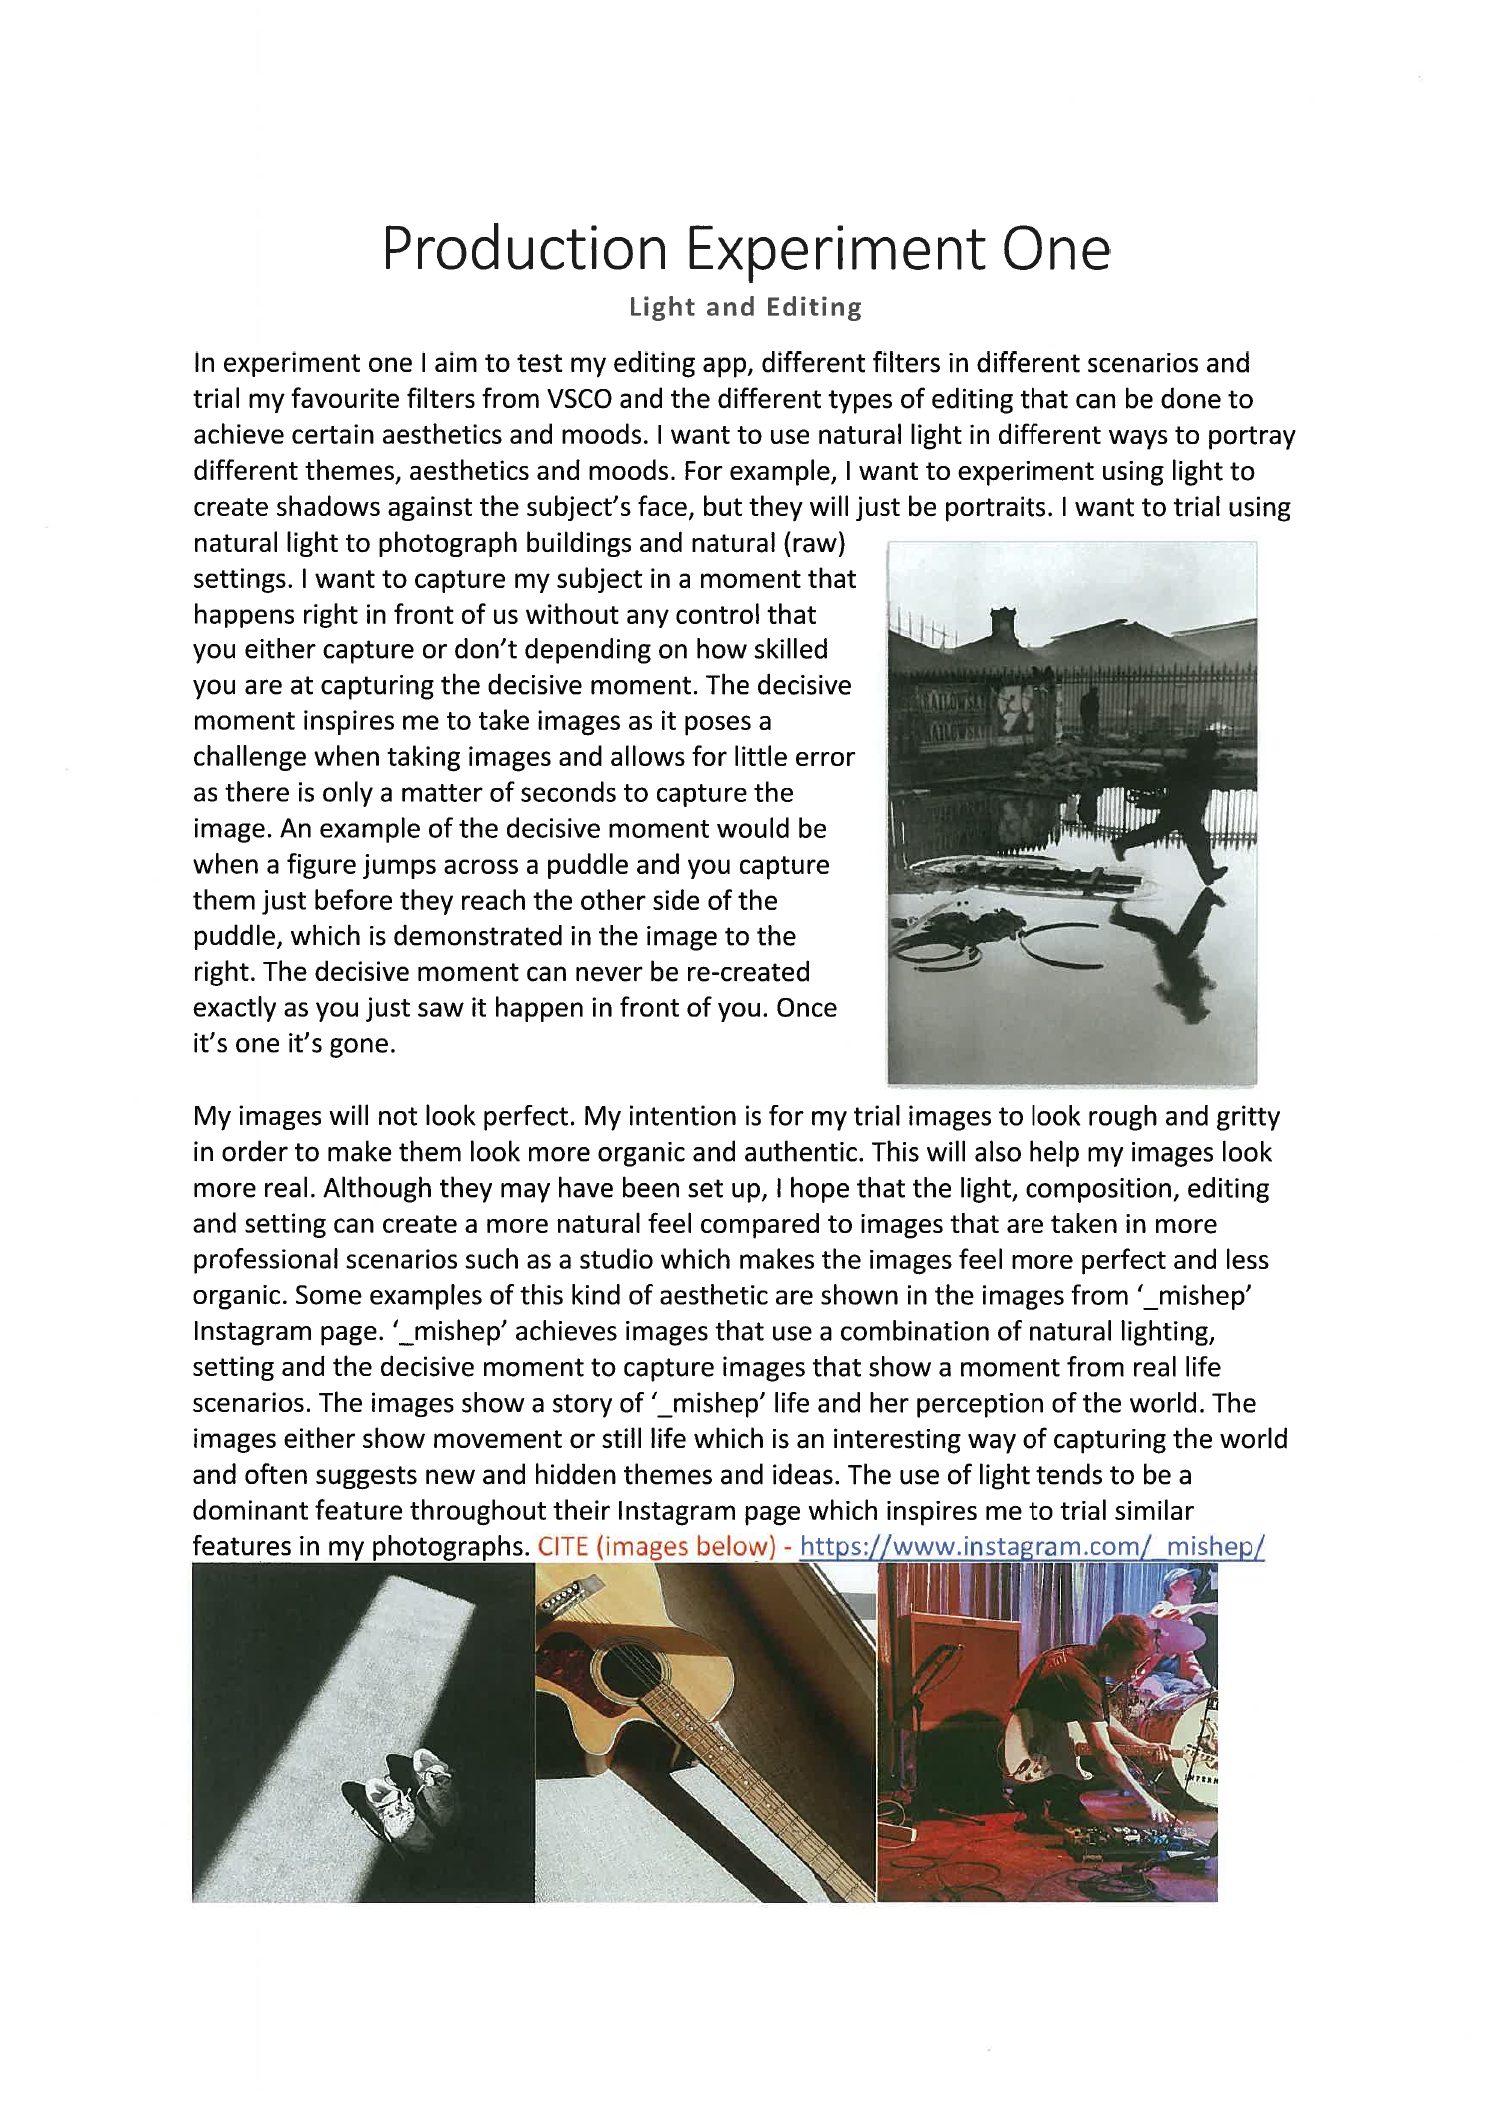 Production Experiment One
Light and Editing
In experiment one I aim to test my editing app, different filters in different scenarios and
trial my favourite filters from VSCO and the different types of editing that can be done to
achieve certain aesthetics and moods. I want to use natural light in different ways to portray
different themes, aesthetics and moods. For example, I want to experiment using light to
create shadows against the subject's face, but they will just be portraits. I want to trial using
natural light to photograph buildings and natural (raw)
settings. I want to capture my subject in a moment that
happens right in front of us without any control that
you either capture or don't depending on how skilled
you are at capturing the decisive moment. The decisive
moment inspires me to take images as it poses a
challenge when taking images and allows for little error
as there is only a matter of seconds to capture the
image. An example of the decisive moment would be
when a figure jumps across a puddle and you capture
them just before they reach the other side of the
puddle, which is demonstrated in the image to the
right. The decisive moment can never be re-created
exactly as you just saw it happen in front of you. Once
it's one it's gone.
My images will not look perfect. My intention is for my trial images to look rough and gritty
in order to make them look more organic and authentic. This will also help my images look
more real. Although they may have been set up, I hope that the light, composition, editing
and setting can create a more natural feel compared to images that are taken in more
professional scenarios such as a studio which makes the images feel more perfect and less
organic. Some examples of this kind of aesthetic are shown in the images from '_mishep'
Instagram page. '_mishep' achieves images that use a combination of natural lighting,
setting and the decisive moment to capture images that show a moment from real life
scenarios. The images show a story of '_mishep' life and her perception of the world. The
images either show movement or still life which is an interesting way of capturing the world
and often suggests new and hidden themes and ideas. The use of light tends to be a
dominant feature throughout their Instagram page which inspires me to trial similar
features in my photographs. CITE (images below) - https://www.instagram.com/_mishep/